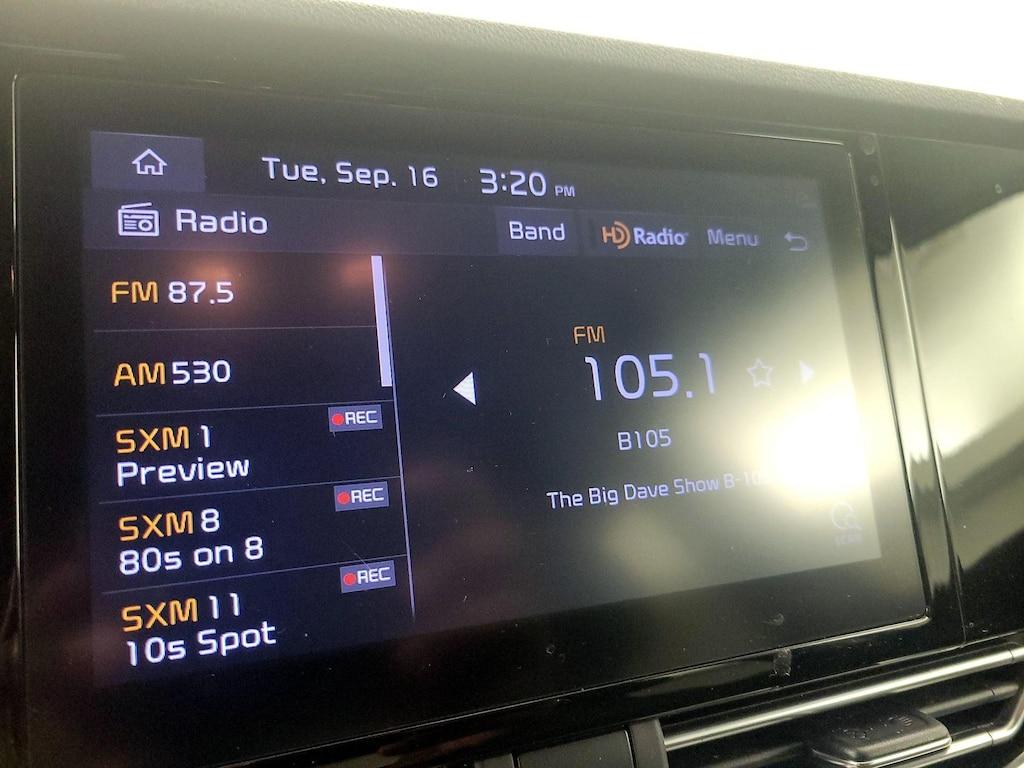 Tue, Sep. 16 3:20 PM
Radio
Band HD Radio Menu
FM 87.5
AM 530
REC
SXM 1
Preview
REC
SXM 8
80s on 8
REC
SXM 11
10s Spot
FM
105.1
B105
The Big Dave Show
SCAN